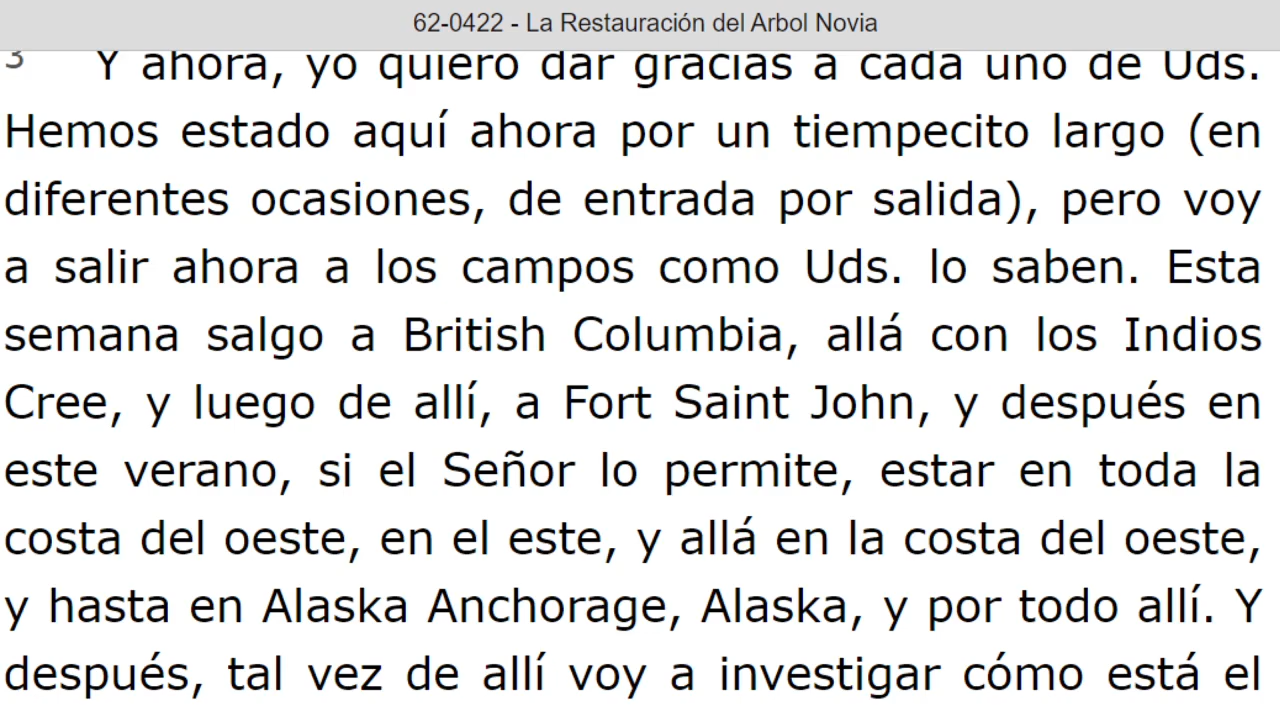 62-0422 - La Restauración del Arbol Novia
3 Y ahora, yo quiero dar gracias a cada uno de Uds.
Hemos estado aquí ahora por un tiempecito largo (en
diferentes ocasiones, de entrada por salida), pero voy
a salir ahora a los campos como Uds. lo saben. Esta
semana salgo a British Columbia, allá con los Indios
Cree, y luego de allí, a Fort Saint John, y después en
este verano, si el Señor lo permite, estar en toda la
costa del oeste, en el este, y allá en la costa del oeste,
y hasta en Alaska Anchorage, Alaska, y por todo allí. Y
después, tal vez de allí voy a investigar cómo está el